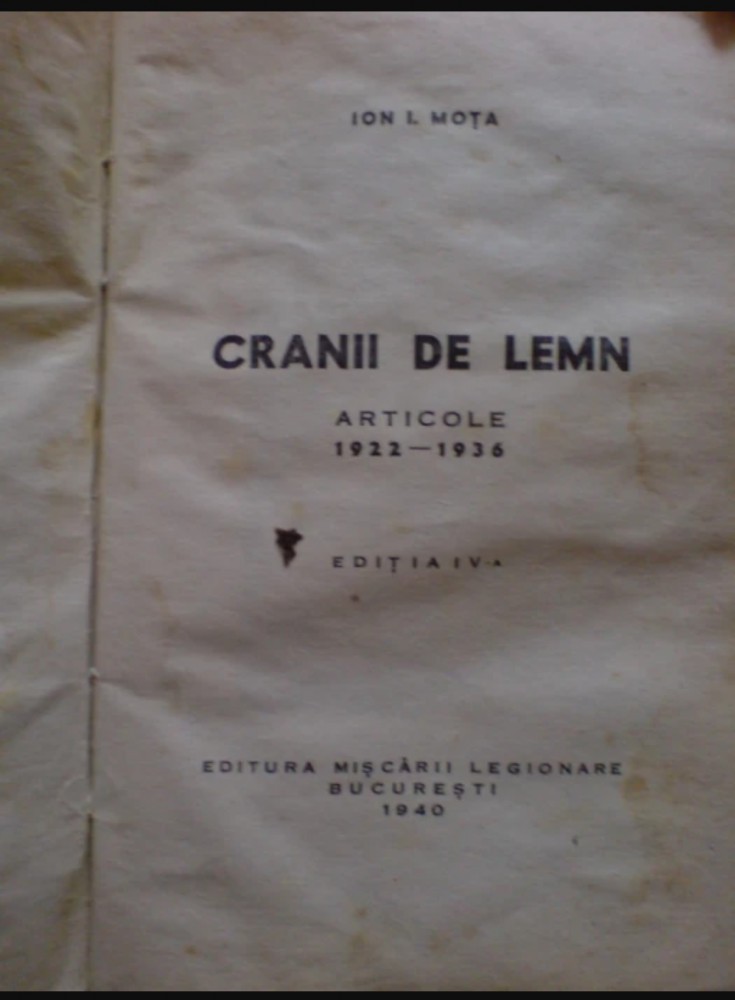 ION I. MOȚA
CRANII DE LEMN
ARTICOLE
1922—1936
EDIȚIA IV-A
EDITURA MIȘCĂRII LEGIONARE
BUCUREȘTI
1940